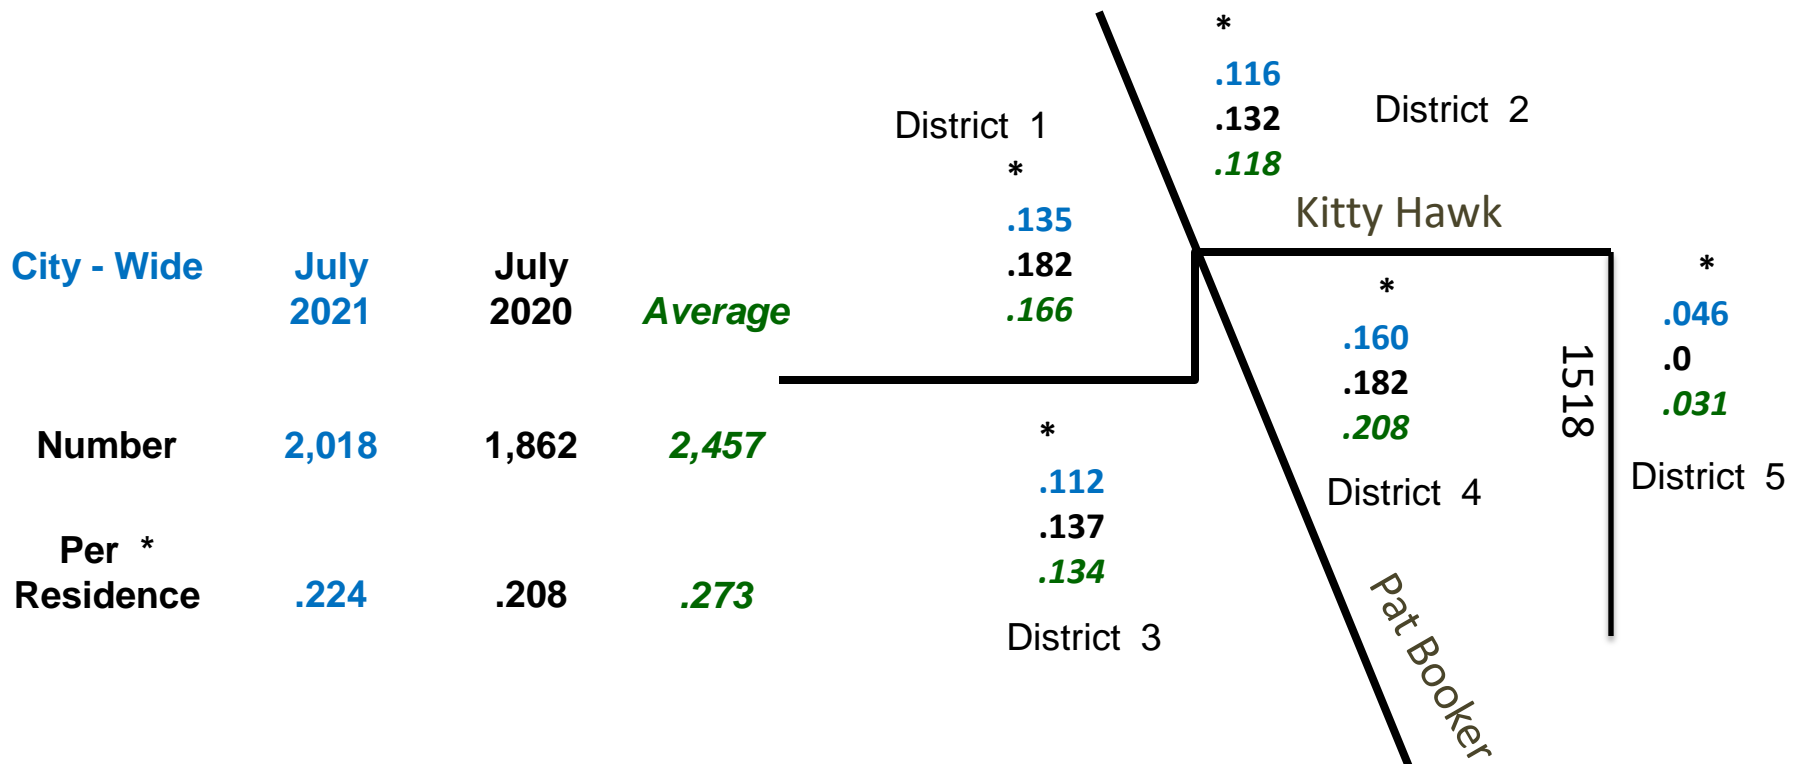 City - Wide
July
2021
July
2020
Average
Number
2,018
1,862
2,457
Per *
Residence
.224
.208
.273
District 1
*
.135
.182
.166
*
.116
.132
.118
District 2
Kitty Hawk
*
.112
.137
.134
District 3
*
.160
.182
.208
District 4
1518
*
.046
.0
.031
District 5
Pat Booker